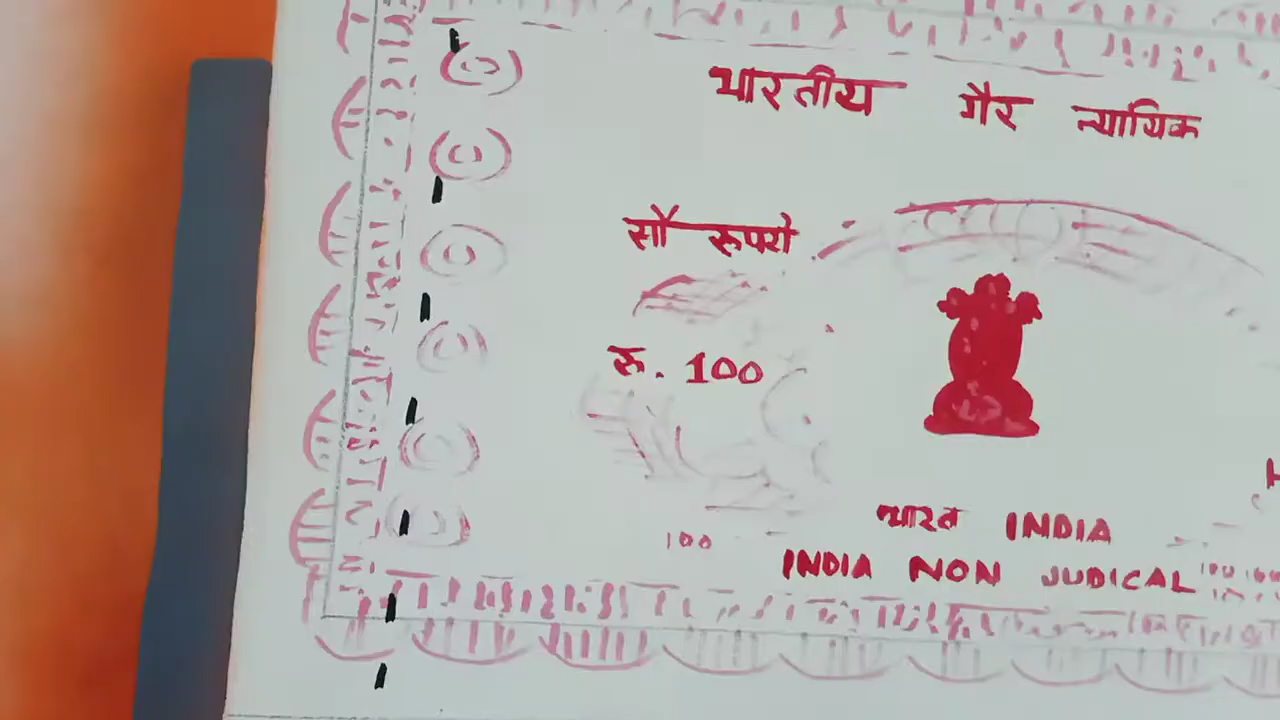 भारतीय गैर न्यायिक
सौ रुपये
रु. 100
भारत INDIA
100
INDIA NON JUDICAL